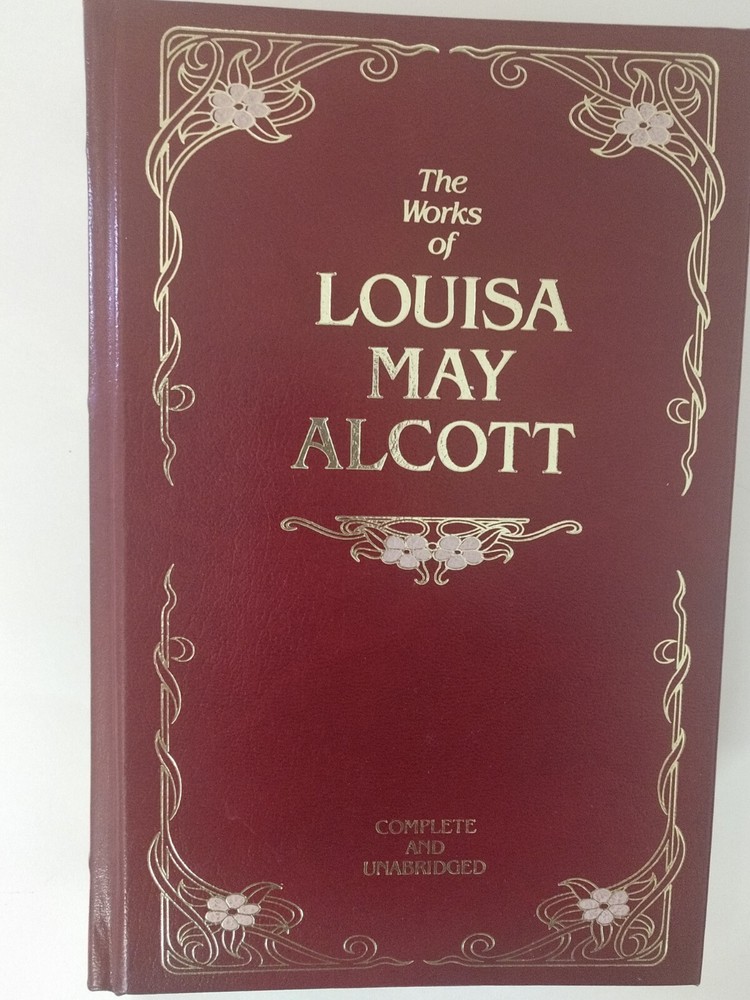 The
Works
of
LOUISA
MAY
ALCOTT
COMPLETE
AND
UNABRIDGED